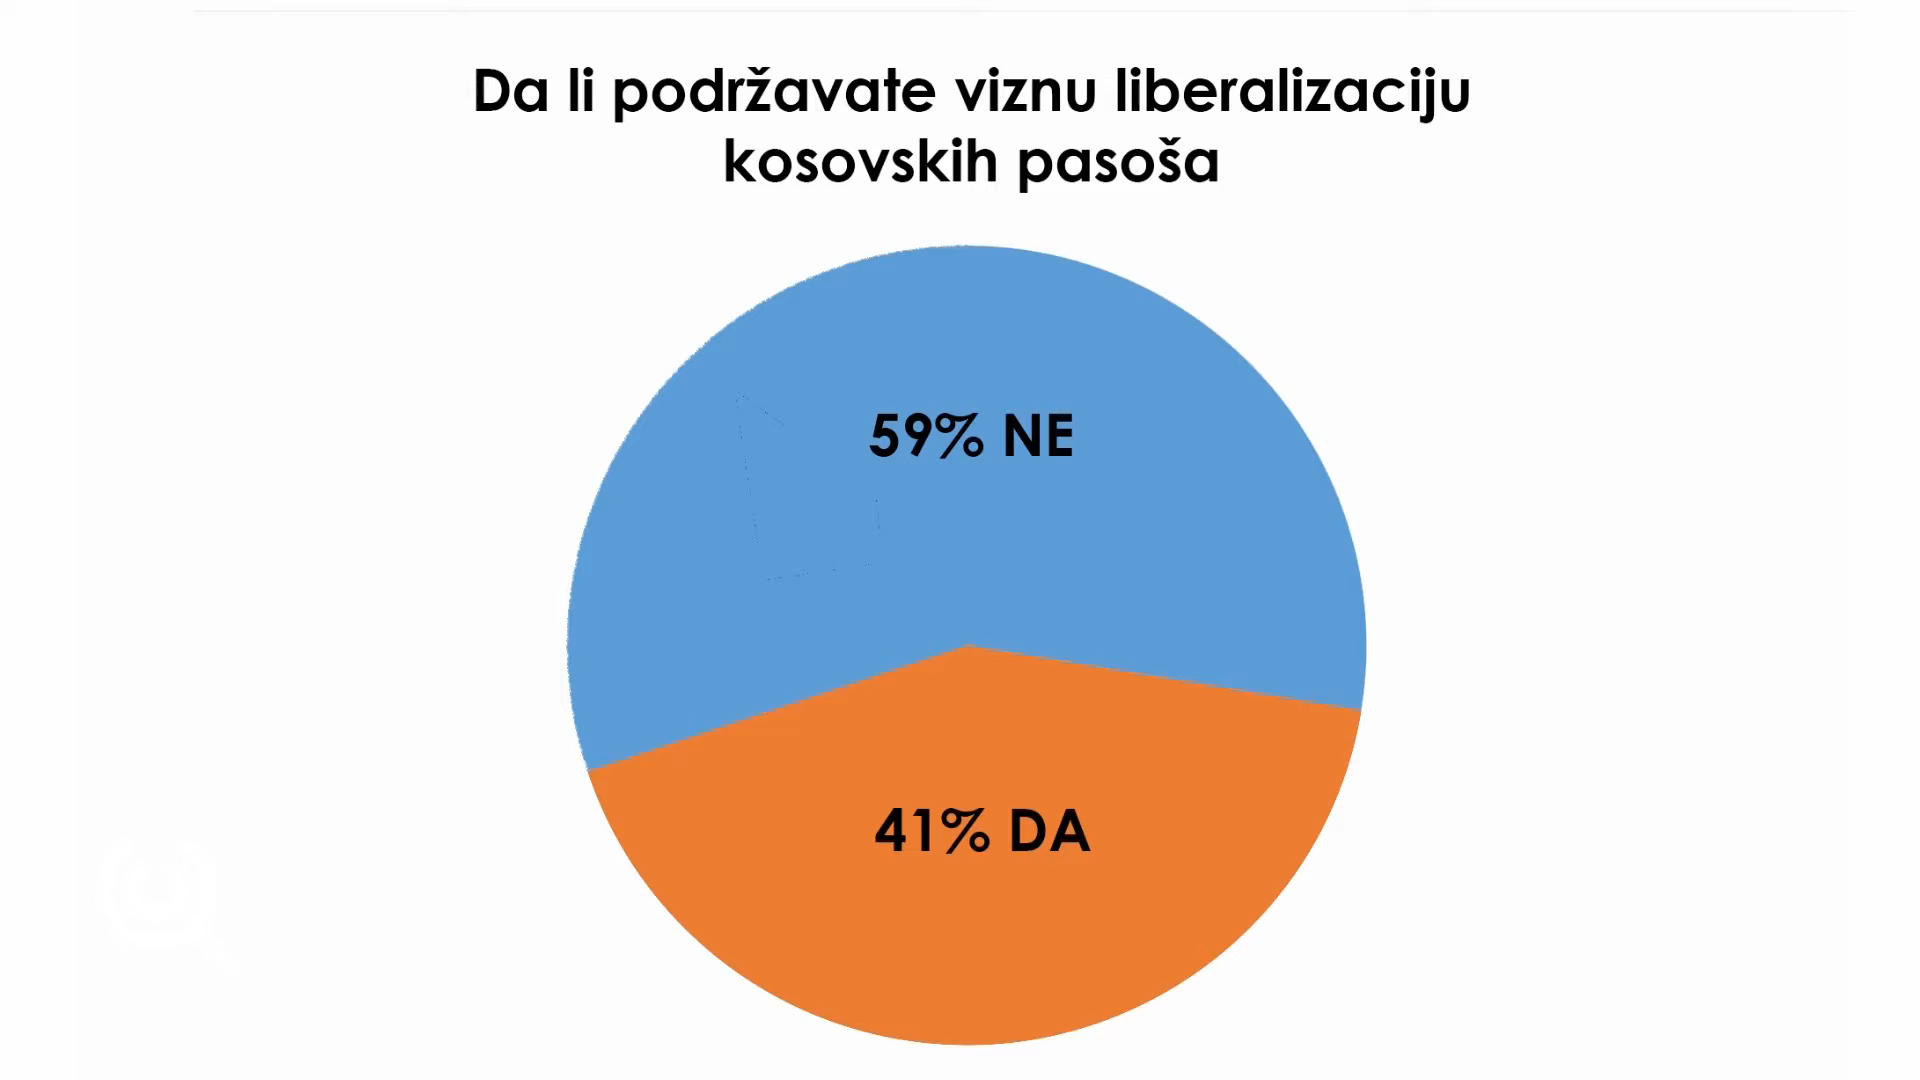 Da li podržavate viznu liberalizaciju
kosovskih pasoša
59% NE
41% DA